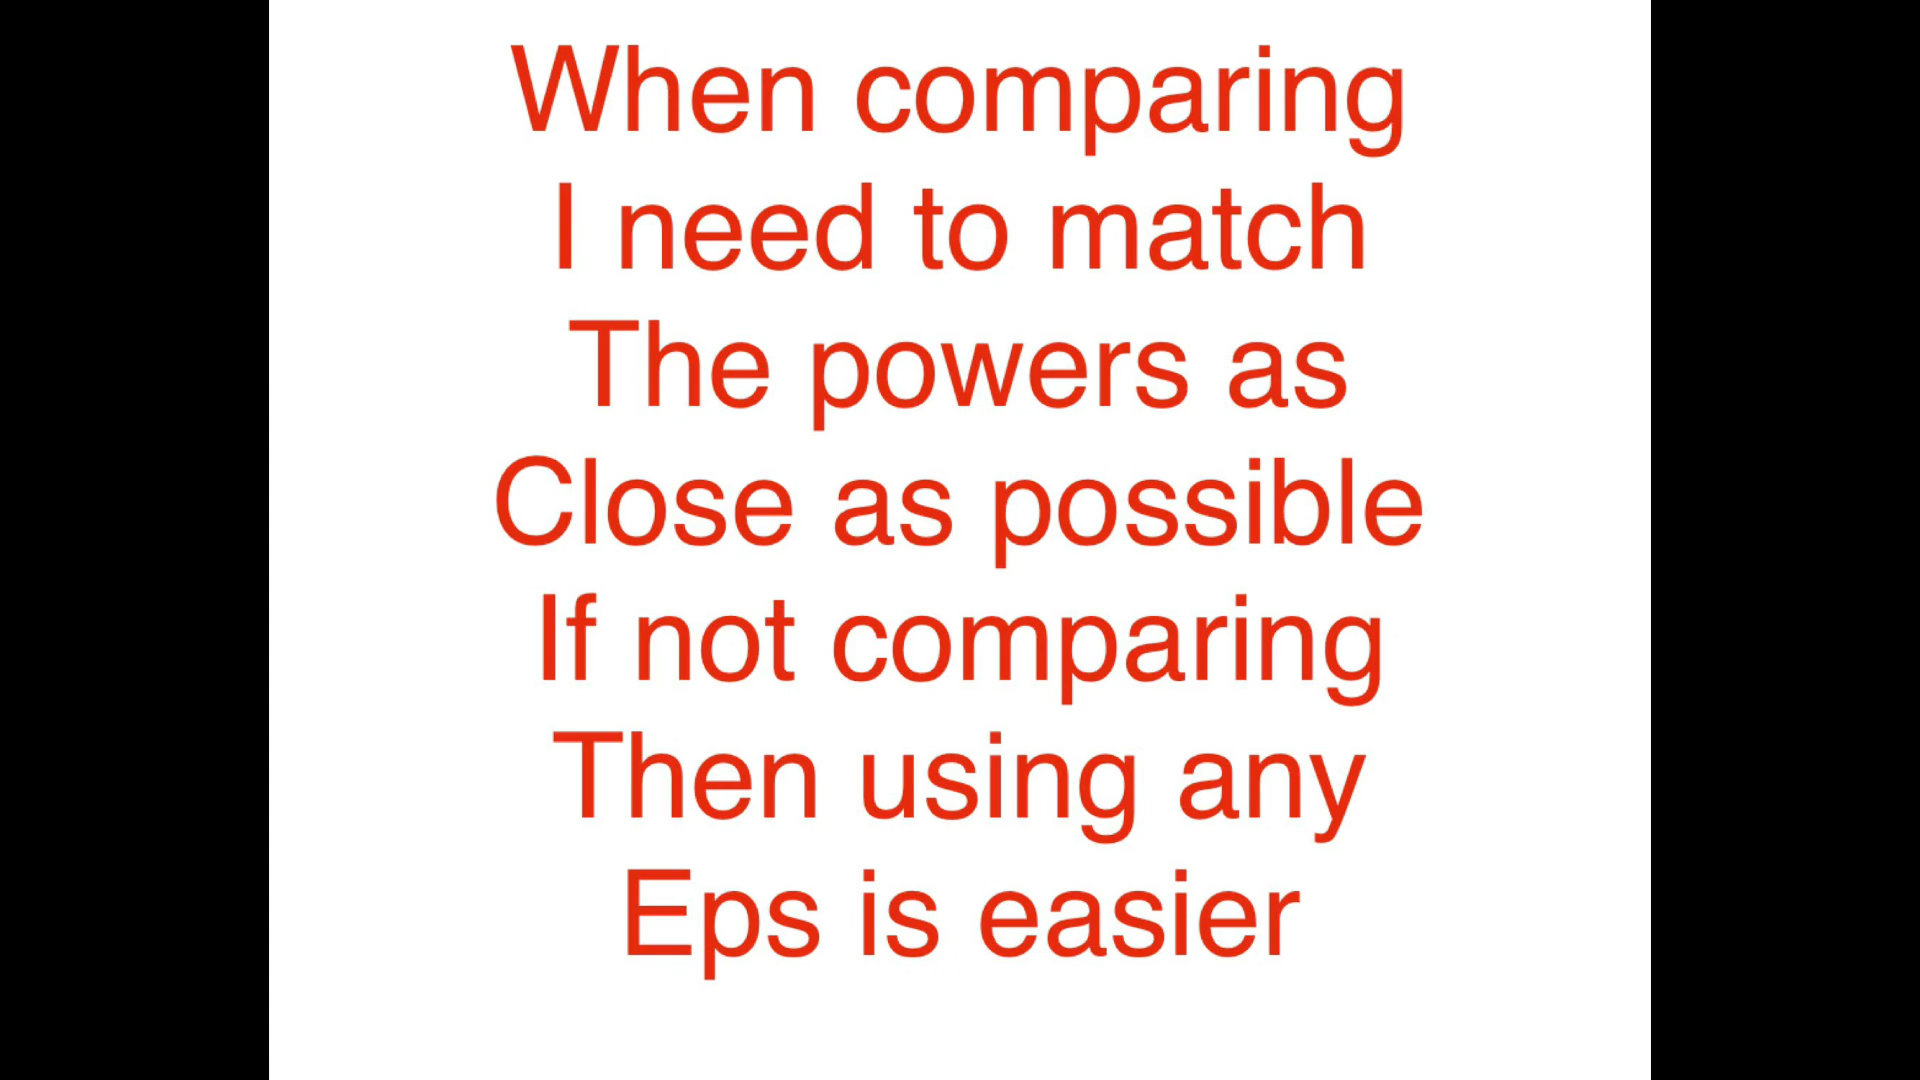 When comparing
I need to match
The powers as
Close as possible
If not comparing
Then using any
Eps is easier